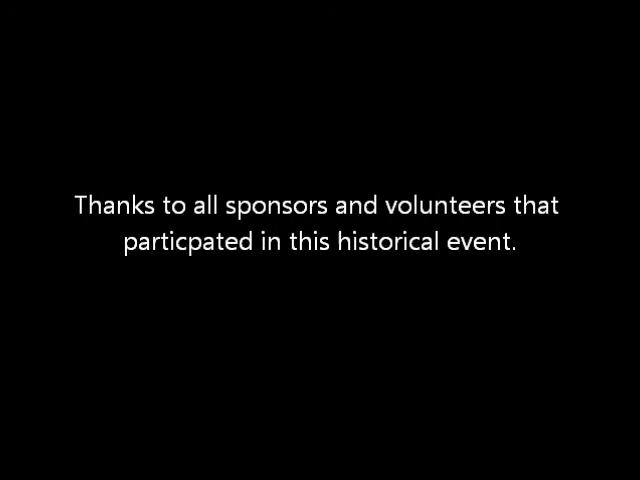 Thanks to all sponsors and volunteers that
particpated in this historical event.